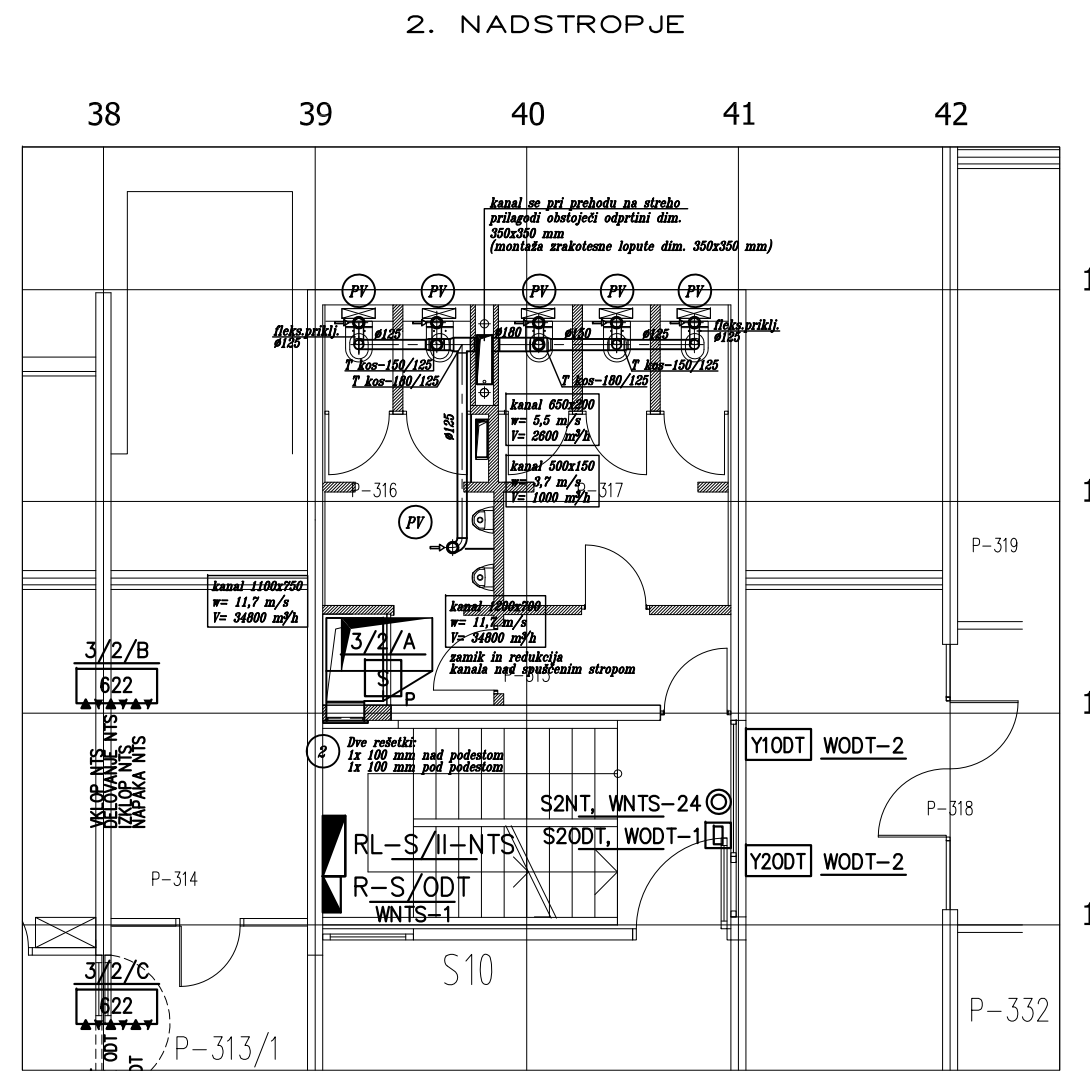 2. NADSTROPJE
38
39
40
41
42
kanal se pri prehodu na streho
prilagodi obstoječi odprtini dim.
350x350 mm
(montaža zrakotesne lopute dim. 350x350 mm)
PV
PV
PV
PV
PV
fleks.priklj.
ø125
ø125
ø180
ø150
ø125
fleks.priklj.
ø125
T kos-150/125
T kos-180/125
T kos-150/125
T kos-180/125
ø125
kanal 650x200
w= 5,5 m/s
V= 2600 m³/h
kanal 500x150
w= 3,7 m/s
V= 1000 m³/h
P-316
P-317
PV
P-319
kanal 1100x750
w= 11,7 m/s
V= 34800 m³/h
kanal 1200x700
w= 11,7 m/s
V= 34800 m³/h
zamik in redukcija
kanala nad spuščenim stropom
3/2/A
S
P
P-315
3/2/B
622
VKLOP NTS
DELOVANJE NTS
IZKLOP NTS
NAPAKA NTS
2
Dve rešetki:
1x 100 mm nad podestom
1x 100 mm pod podestom
Y1ODT
WODT-2
S2NT, WNTS-24
S2ODT, WODT-1
P-318
Y2ODT
WODT-2
RL-S/II-NTS
R-S/ODT
WNTS-1
P-314
3/2/C
622
S10
P-313/1
P-332
1
1
1
1
ODT